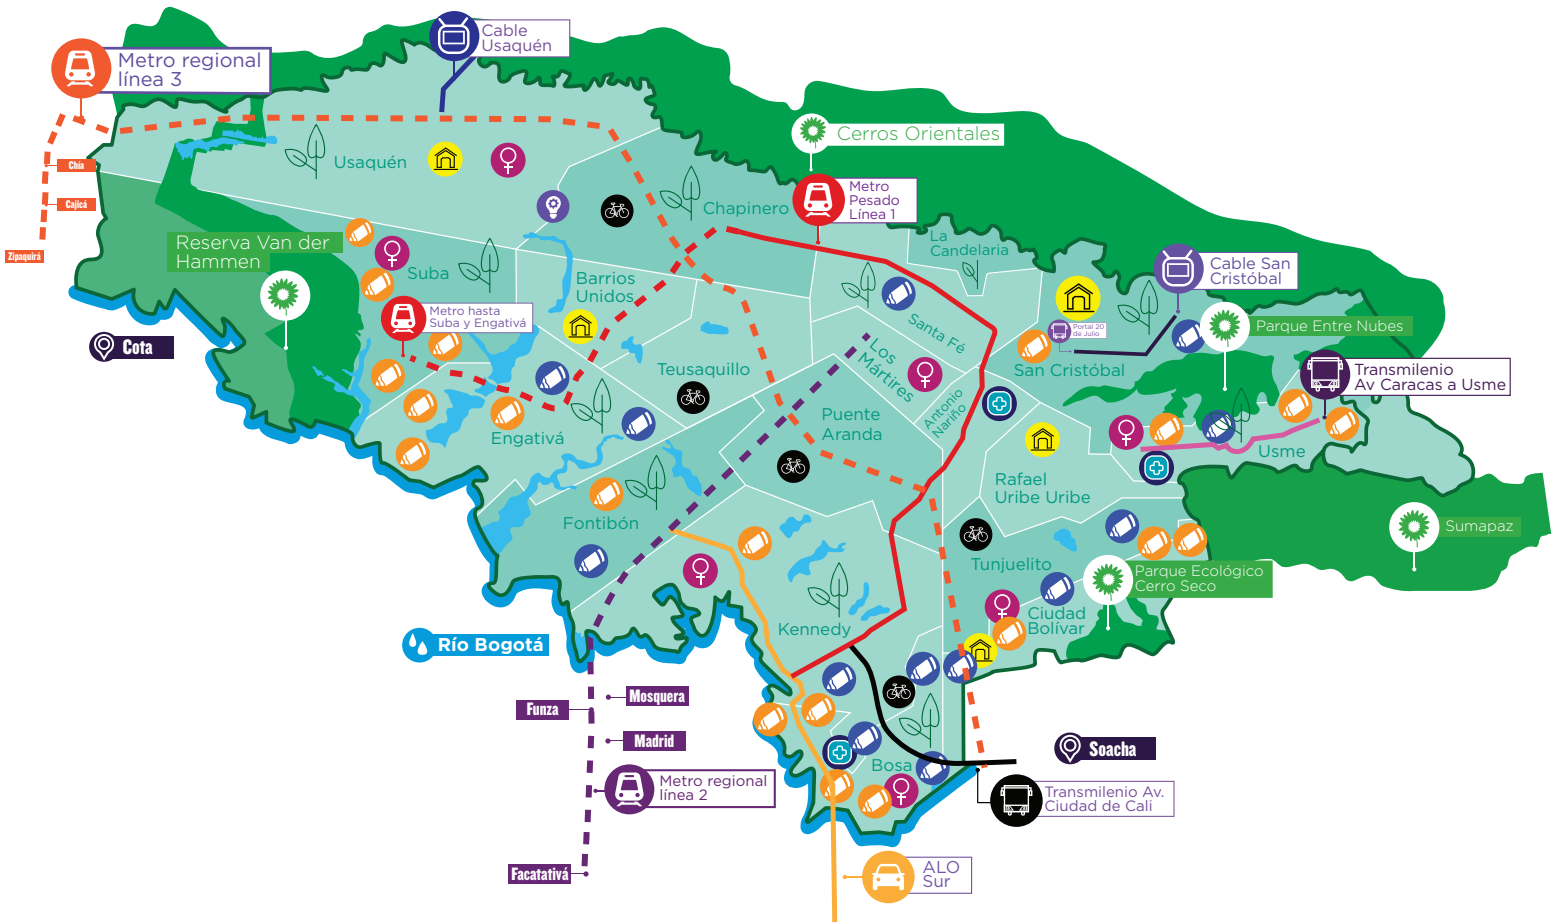 Cable
Usaquén
Metro regional
línea 3
Cerros Orientales
Chía
Usaquén
Metro
Pesado
Línea 1
Cajicá
Chapinero
Zipaquirá
Reserva Van der
Hammen
La
Candelaria
Suba
Barrios
Unidos
Cable San
Cristóbal
Metro hasta
Suba y Engativá
Santa Fé
Portal 20
de Julio
Parque Entre Nubes
Cota
Los
Mártires
Teusaquillo
San Cristóbal
Transmilenio
Av Caracas a Usme
Antonio
Nariño
Puente
Aranda
Engativá
Usme
Rafael
Uribe Uribe
Fontibón
Sumapaz
Tunjuelito
Parque Ecológico
Cerro Seco
Ciudad
Bolívar
Kennedy
Río Bogotá
Mosquera
Funza
Madrid
Soacha
Bosa
Metro regional
línea 2
Transmilenio Av.
Ciudad de Cali
Facatativá
ALO
Sur